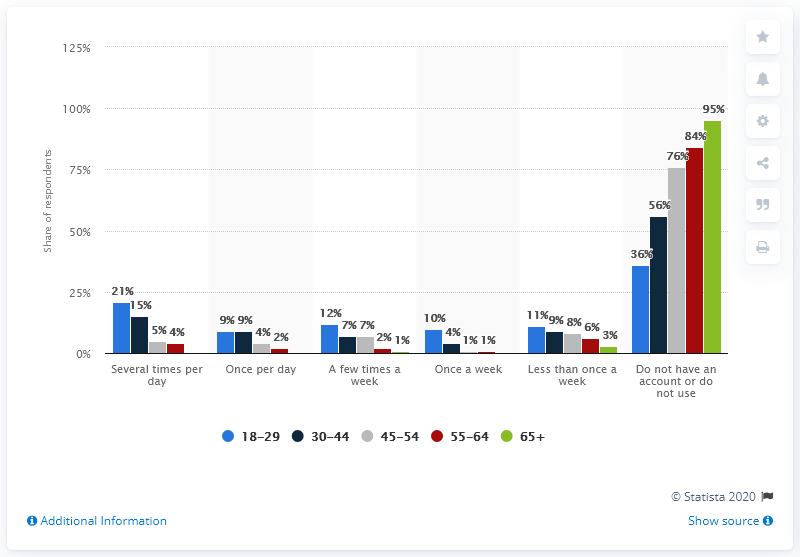 125%
100%
75%
50%
25%
0%
Share of respondents
21% 15% 5% 4%
9% 9% 4% 2%
12% 7% 7% 2% 1%
10% 4% 1% 1%
11% 9% 8% 6% 3%
36% 56% 76% 84% 95%
Several times per
day
Once per day
A few times a
week
Once a week
Less than once a
week
Do not have an
account or do
not use
18–29 30–44 45–54 55–64 65+
© Statista 2020
Additional Information
Show source